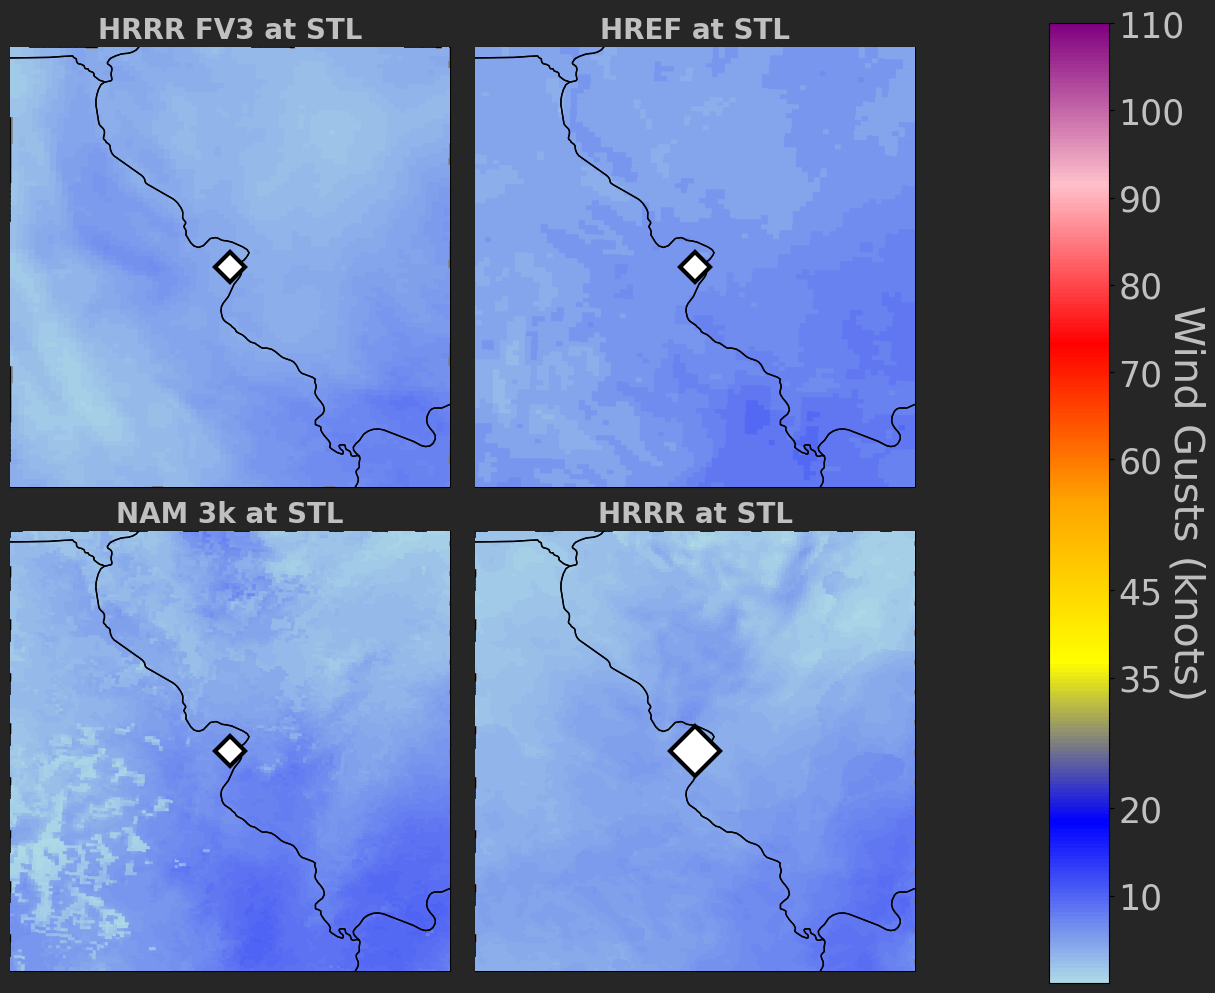 HRRR FV3 at STL
HREF at STL
NAM 3k at STL
HRRR at STL
110
100
90
80
70
60
45
35
20
10
Wind Gusts (knots)